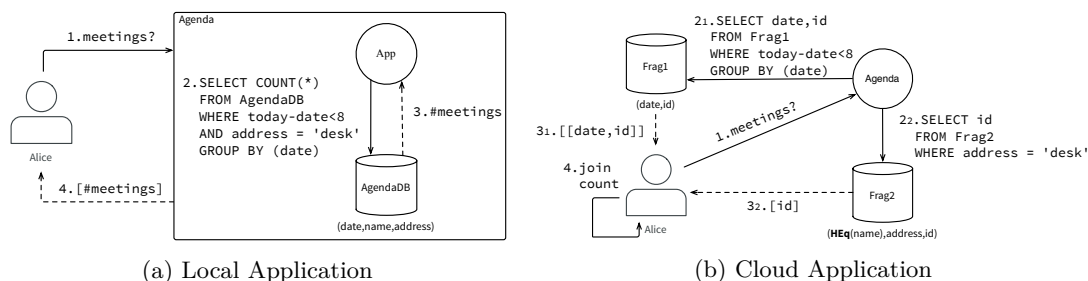 Agenda
1.meetings?
App
2.SELECT COUNT(*)
FROM AgendaDB
WHERE today-date<8
AND address = 'desk'
GROUP BY (date)
3.#meetings
Alice
AgendaDB
4.[#meetings]
(date,name,address)
(a) Local Application
2₁.SELECT date,id
FROM Frag1
WHERE today-date<8
GROUP BY (date)
Frag1
Agenda
(date,id)
1.meetings?
3₁.[[date,id]]
2₂.SELECT id
FROM Frag2
WHERE address = 'desk'
4.join
count
3₂.[id]
Frag2
Alice
(HEq(name),address,id)
(b) Cloud Application